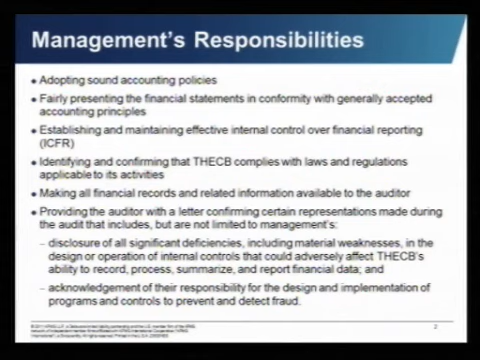 Management's Responsibilities
• Adopting sound accounting policies
• Fairly presenting the financial statements in conformity with generally accepted
accounting principles
• Establishing and maintaining effective internal control over financial reporting
(ICFR)
• Identifying and confirming that THECB complies with laws and regulations
applicable to its activities
• Making all financial records and related information available to the auditor
• Providing the auditor with a letter confirming certain representations made during
the audit that includes, but are not limited to management's:
– disclosure of all significant deficiencies, including material weaknesses, in the
design or operation of internal controls that could adversely affect THECB's
ability to record, process, summarize, and report financial data; and
– acknowledgement of their responsibility for the design and implementation of
programs and controls to prevent and detect fraud.
2